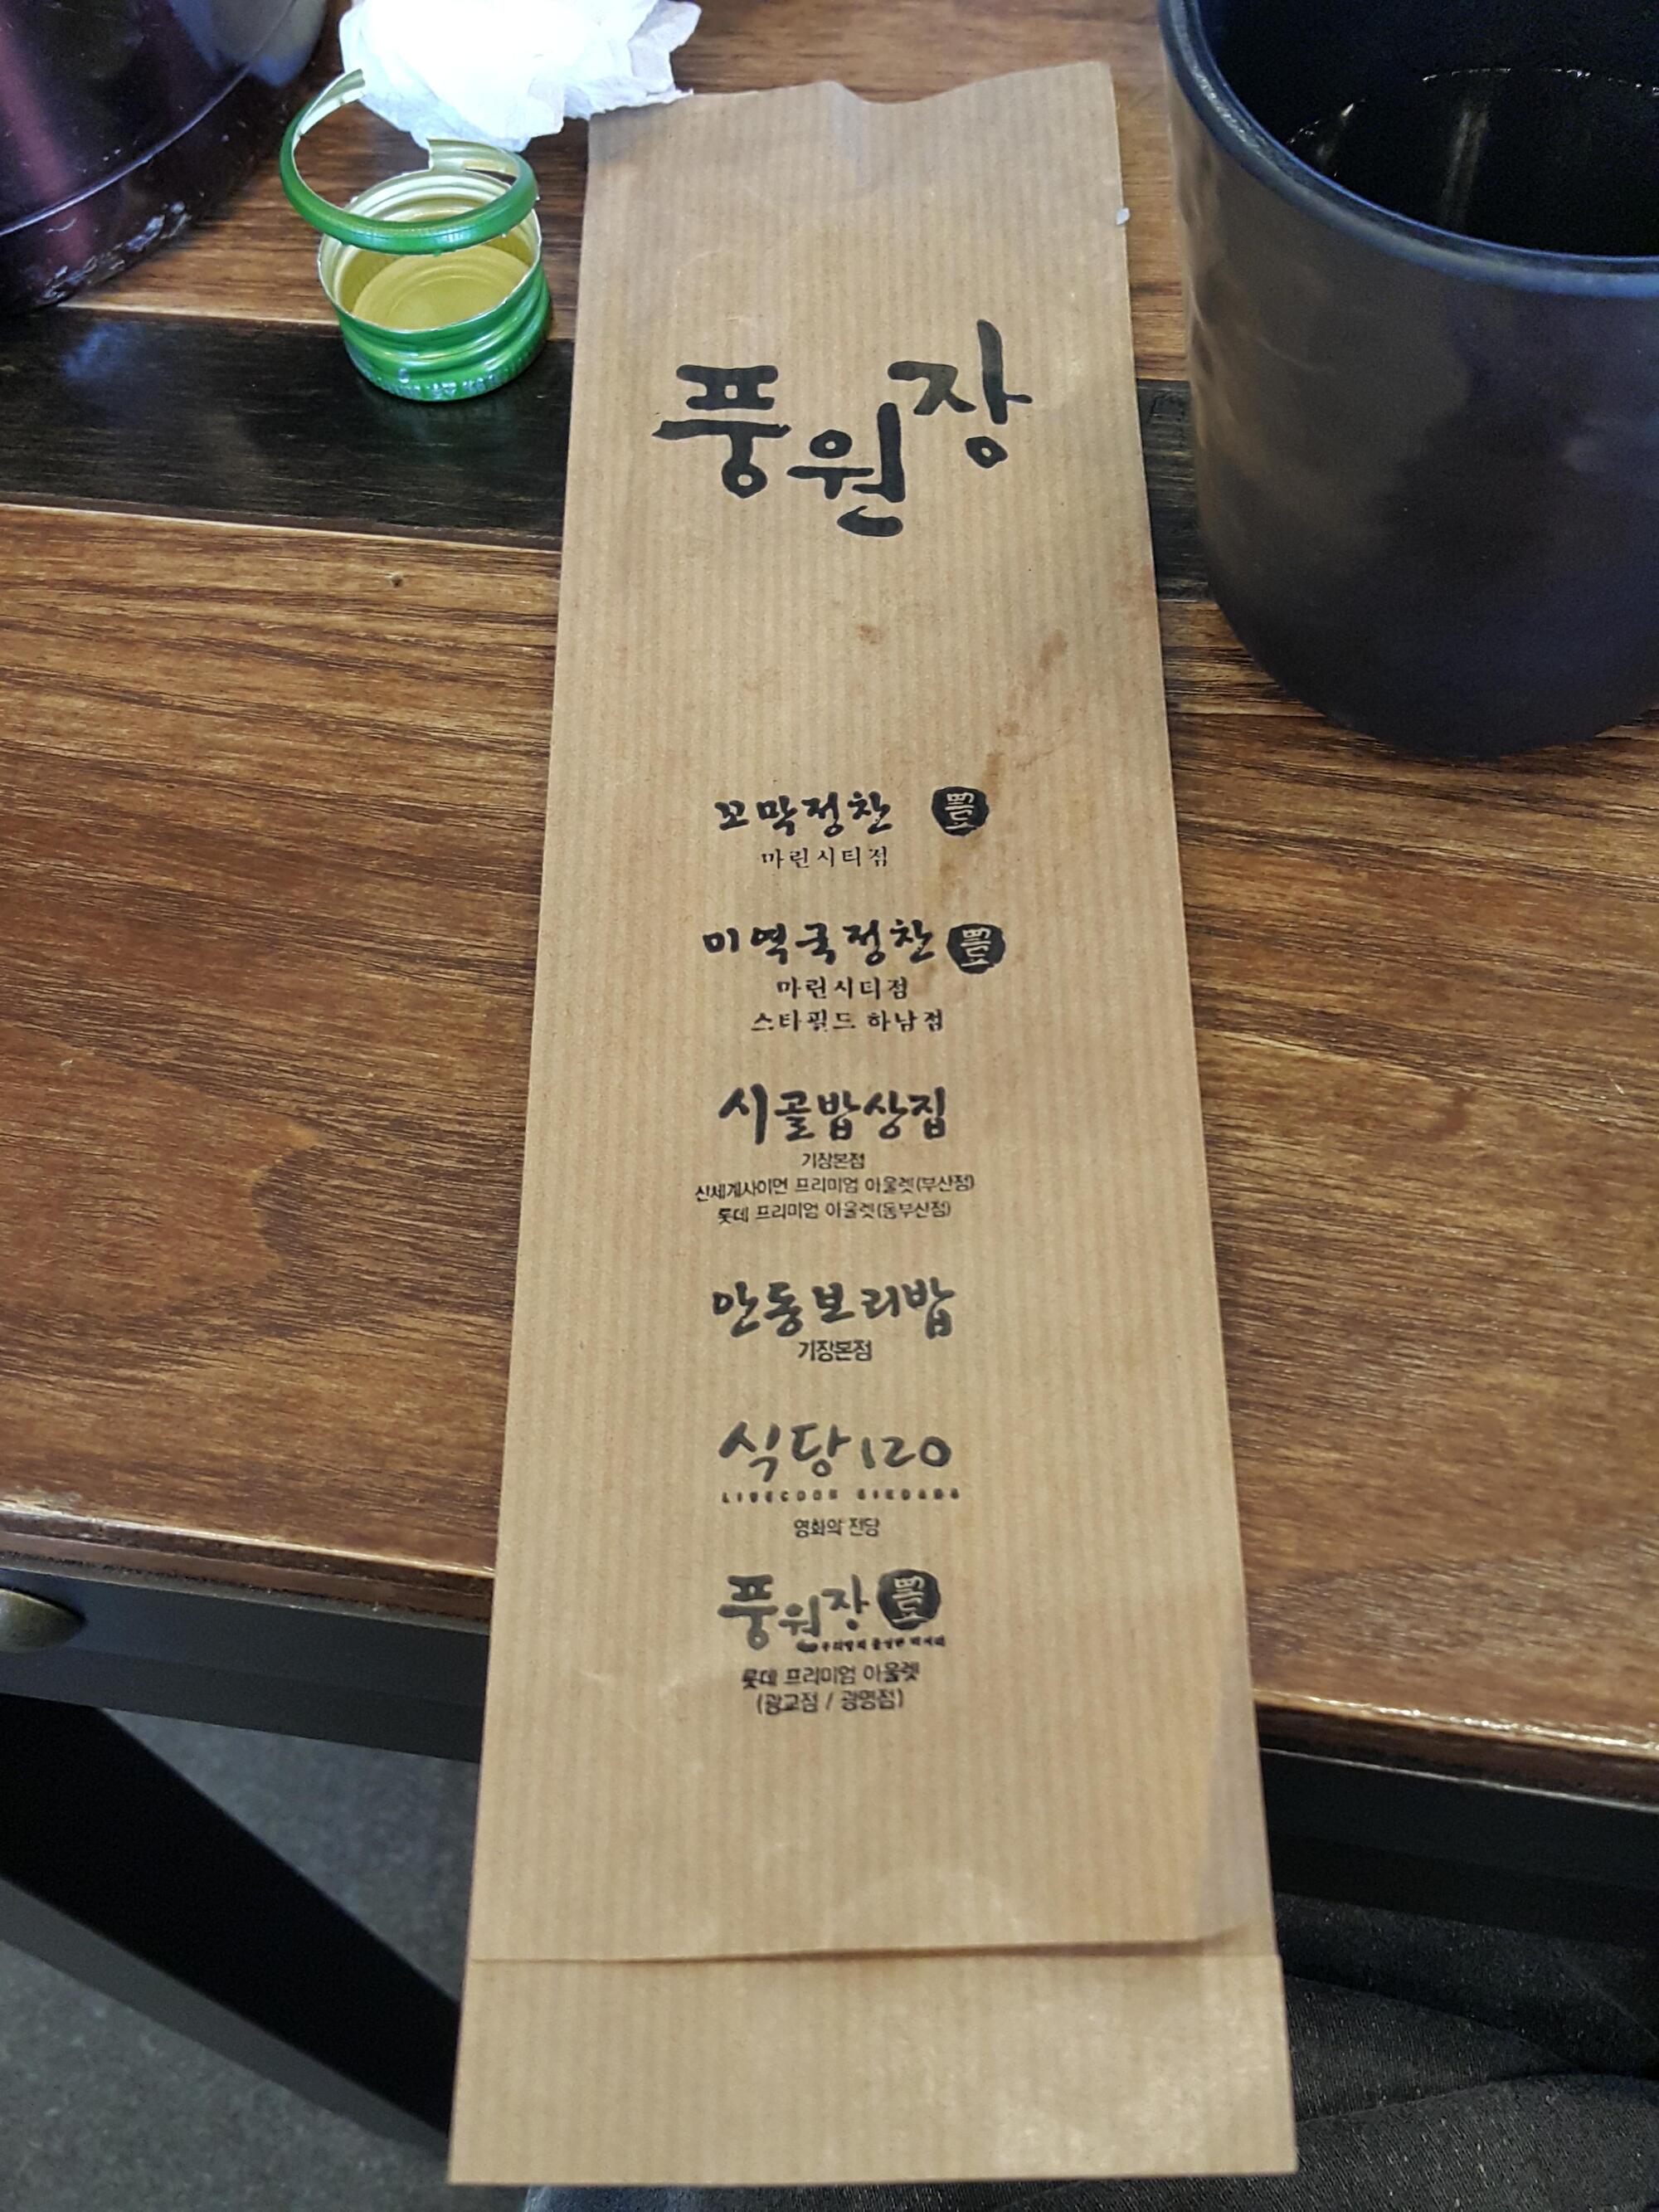 풍원장
꼬막정찬
마린시티점
미역국정찬
마린시티점
스타필드 하남점
시골밥상집
기장본점
신세계사이먼 프리미엄 아울렛(부산점)
롯데 프리미엄 아울렛(동부산점)
안동보리밥
기장본점
식당120
영화의 전당
풍원장
롯데 프리미엄 아울렛
(광교점 / 광명점)